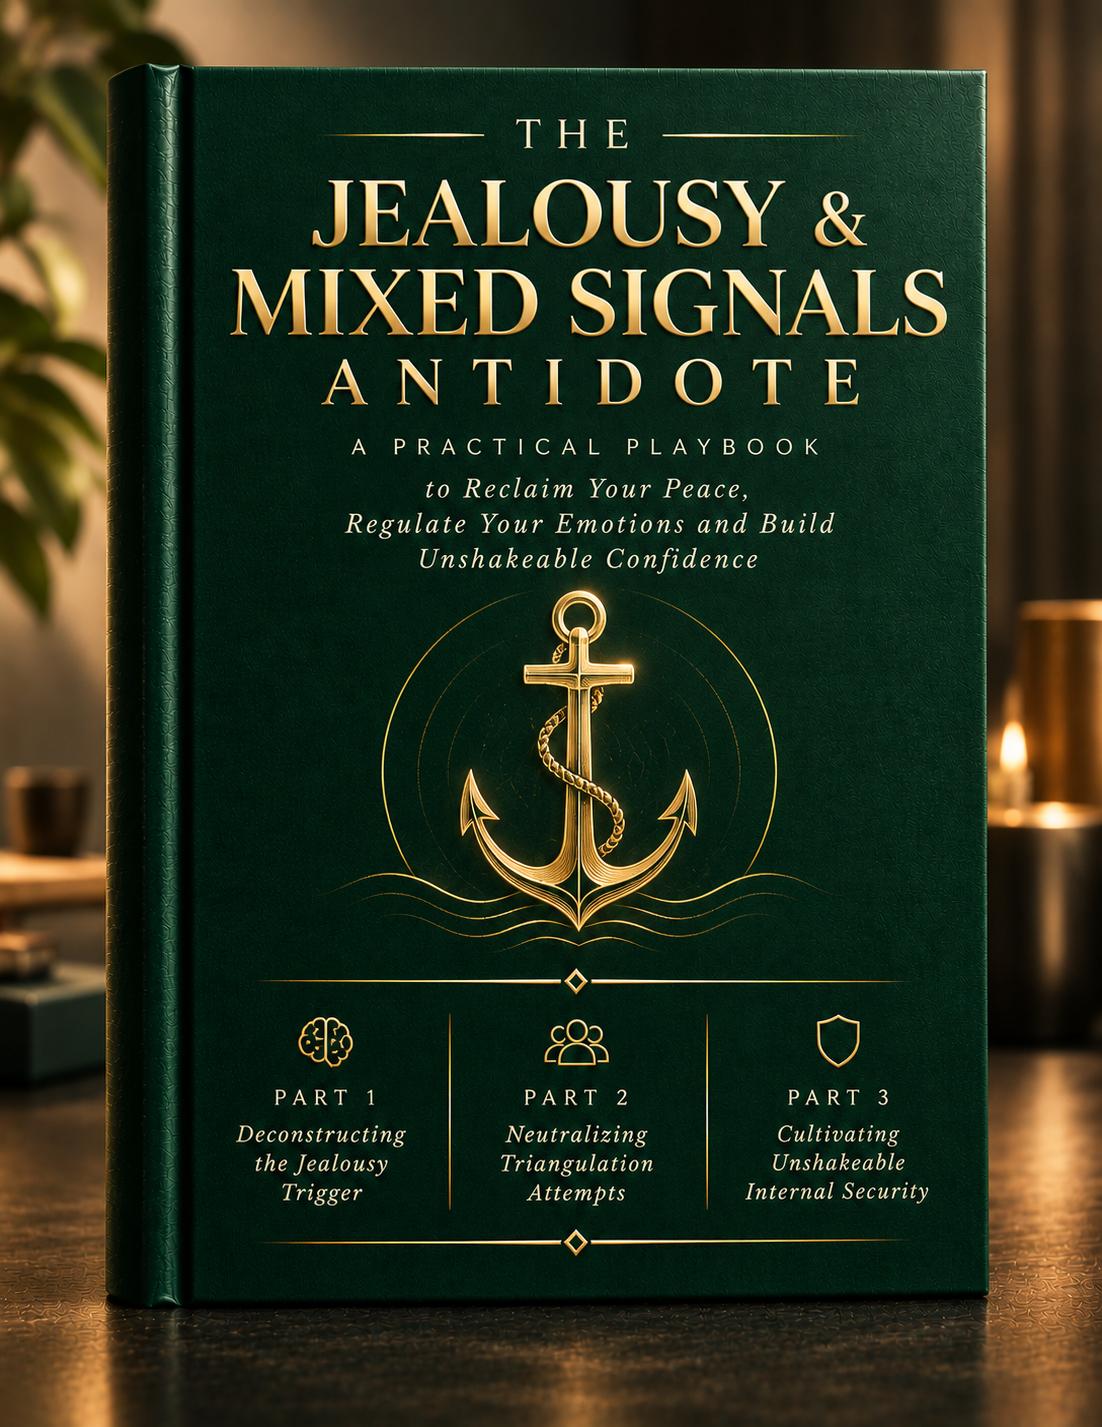 THE
JEALOUSY &
MIXED SIGNALS
ANTIDOTE
A PRACTICAL PLAYBOOK
to Reclaim Your Peace,
Regulate Your Emotions and Build
Unshakeable Confidence
PART 1
Deconstructing
the Jealousy
Trigger
PART 2
Neutralizing
Triangulation
Attempts
PART 3
Cultivating
Unshakeable
Internal Security